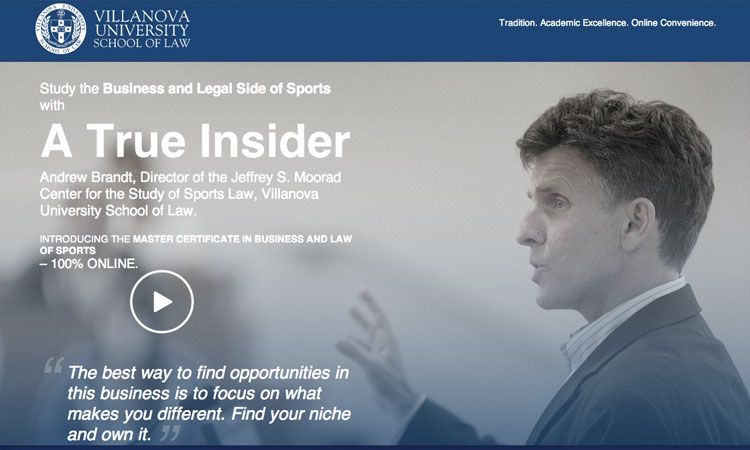 VILLANOVA
UNIVERSITY
SCHOOL OF LAW
Tradition. Academic Excellence. Online Convenience.
Study the Business and Legal Side of Sports
with
A True Insider
Andrew Brandt, Director of the Jeffrey S. Moorad
Center for the Study of Sports Law, Villanova
University School of Law.
INTRODUCING THE MASTER CERTIFICATE IN BUSINESS AND LAW
OF SPORTS
– 100% ONLINE.
“ The best way to find opportunities in
this business is to focus on what
makes you different. Find your niche
and own it. ”